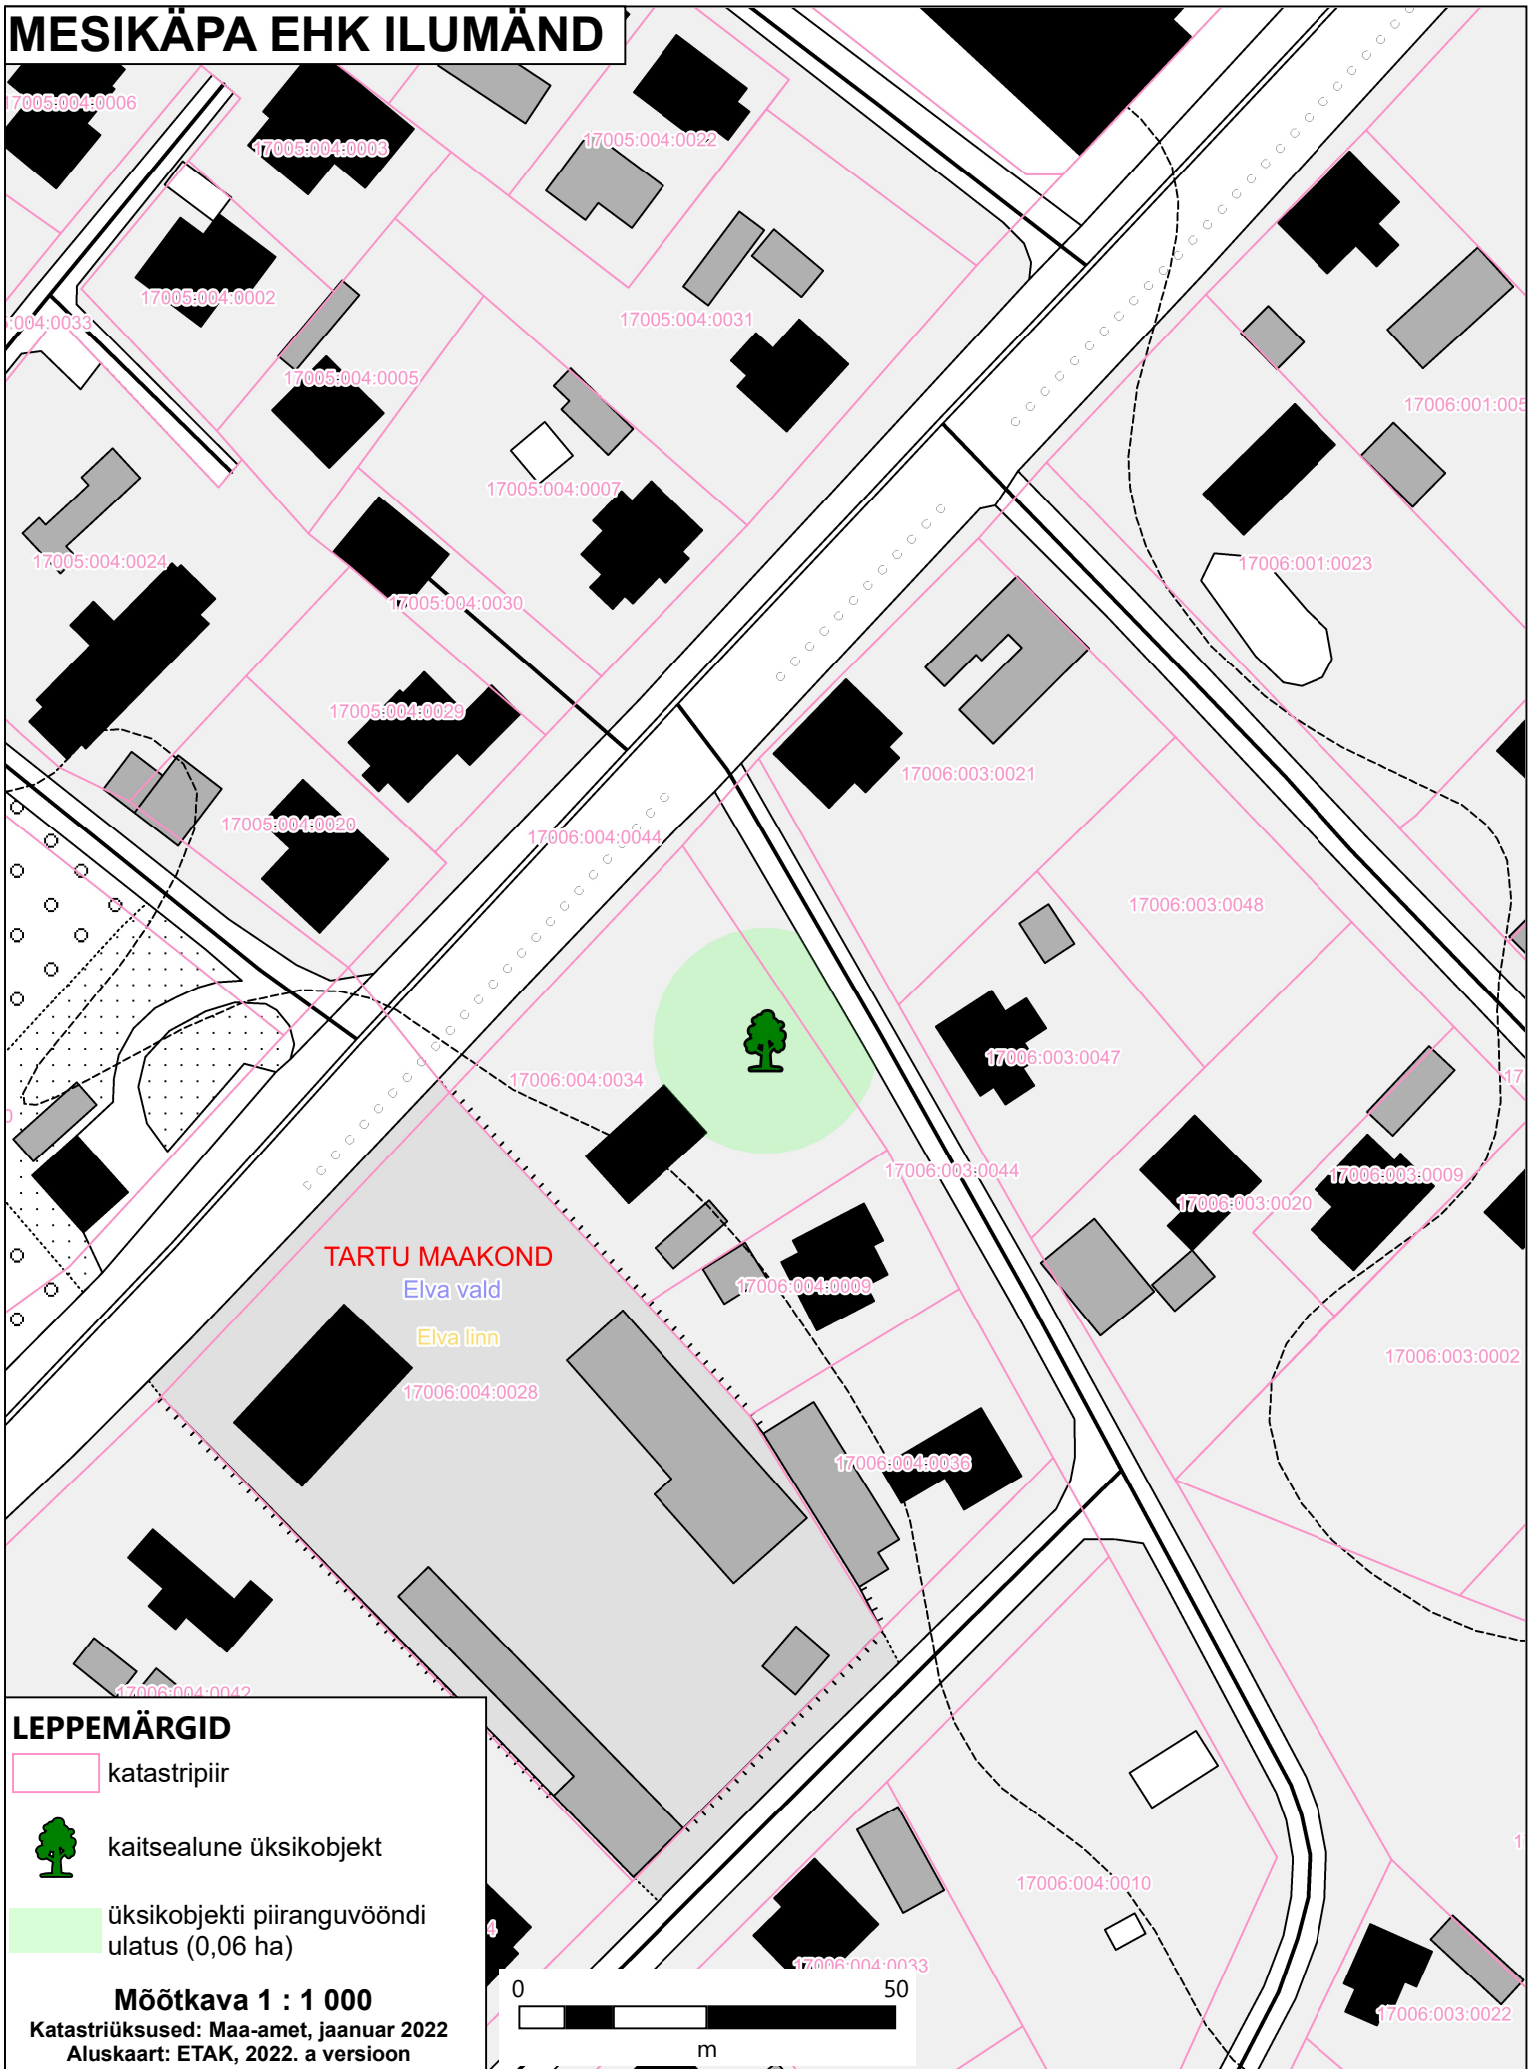 MESIKÄPA EHK ILUMÄND
17005:004:0006
17005:004:0003
17005:004:0022
17005:004:0002
:004:0033
17005:004:0031
17005:004:0005
17006:001:005
17005:004:0007
17005:004:0024
17006:001:0023
17005:004:0030
17005:004:0029
17006:003:0021
17005:004:0020
17006:004:0044
17006:003:0048
17006:003:0047
17006:004:0034
17
0
17006:003:0044
17006:003:0009
17006:003:0020
TARTU MAAKOND
Elva vald
17006:004:0009
Elva linn
17006:003:0002
17006:004:0028
17006:004:0036
17006:004:0042
LEPPEMÄRGID
katastripiir
kaitsealune üksikobjekt
üksikobjekti piiranguvööndi
ulatus (0,06 ha)
Mõõtkava 1 : 1 000
Katastriüksused: Maa-amet, jaanuar 2022
Aluskaart: ETAK, 2022. a versioon
17006:004:0010
4
17006:004:0033
17006:003:0022
0 50
m